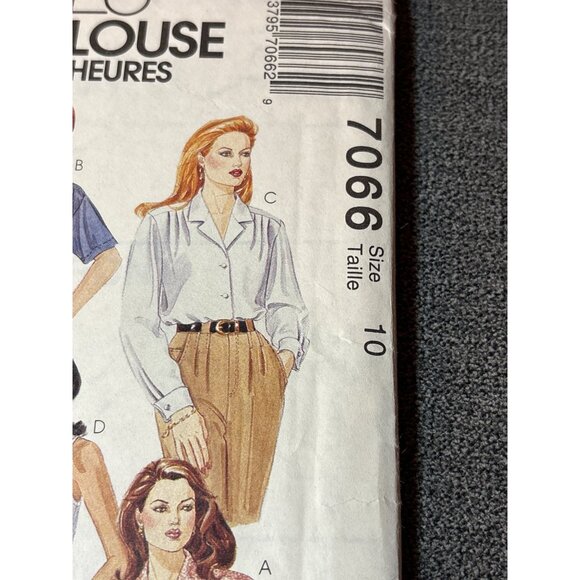 LOUSE
HEURES
3795 70662 9
7066
Size
Taille
10
B
C
D
A